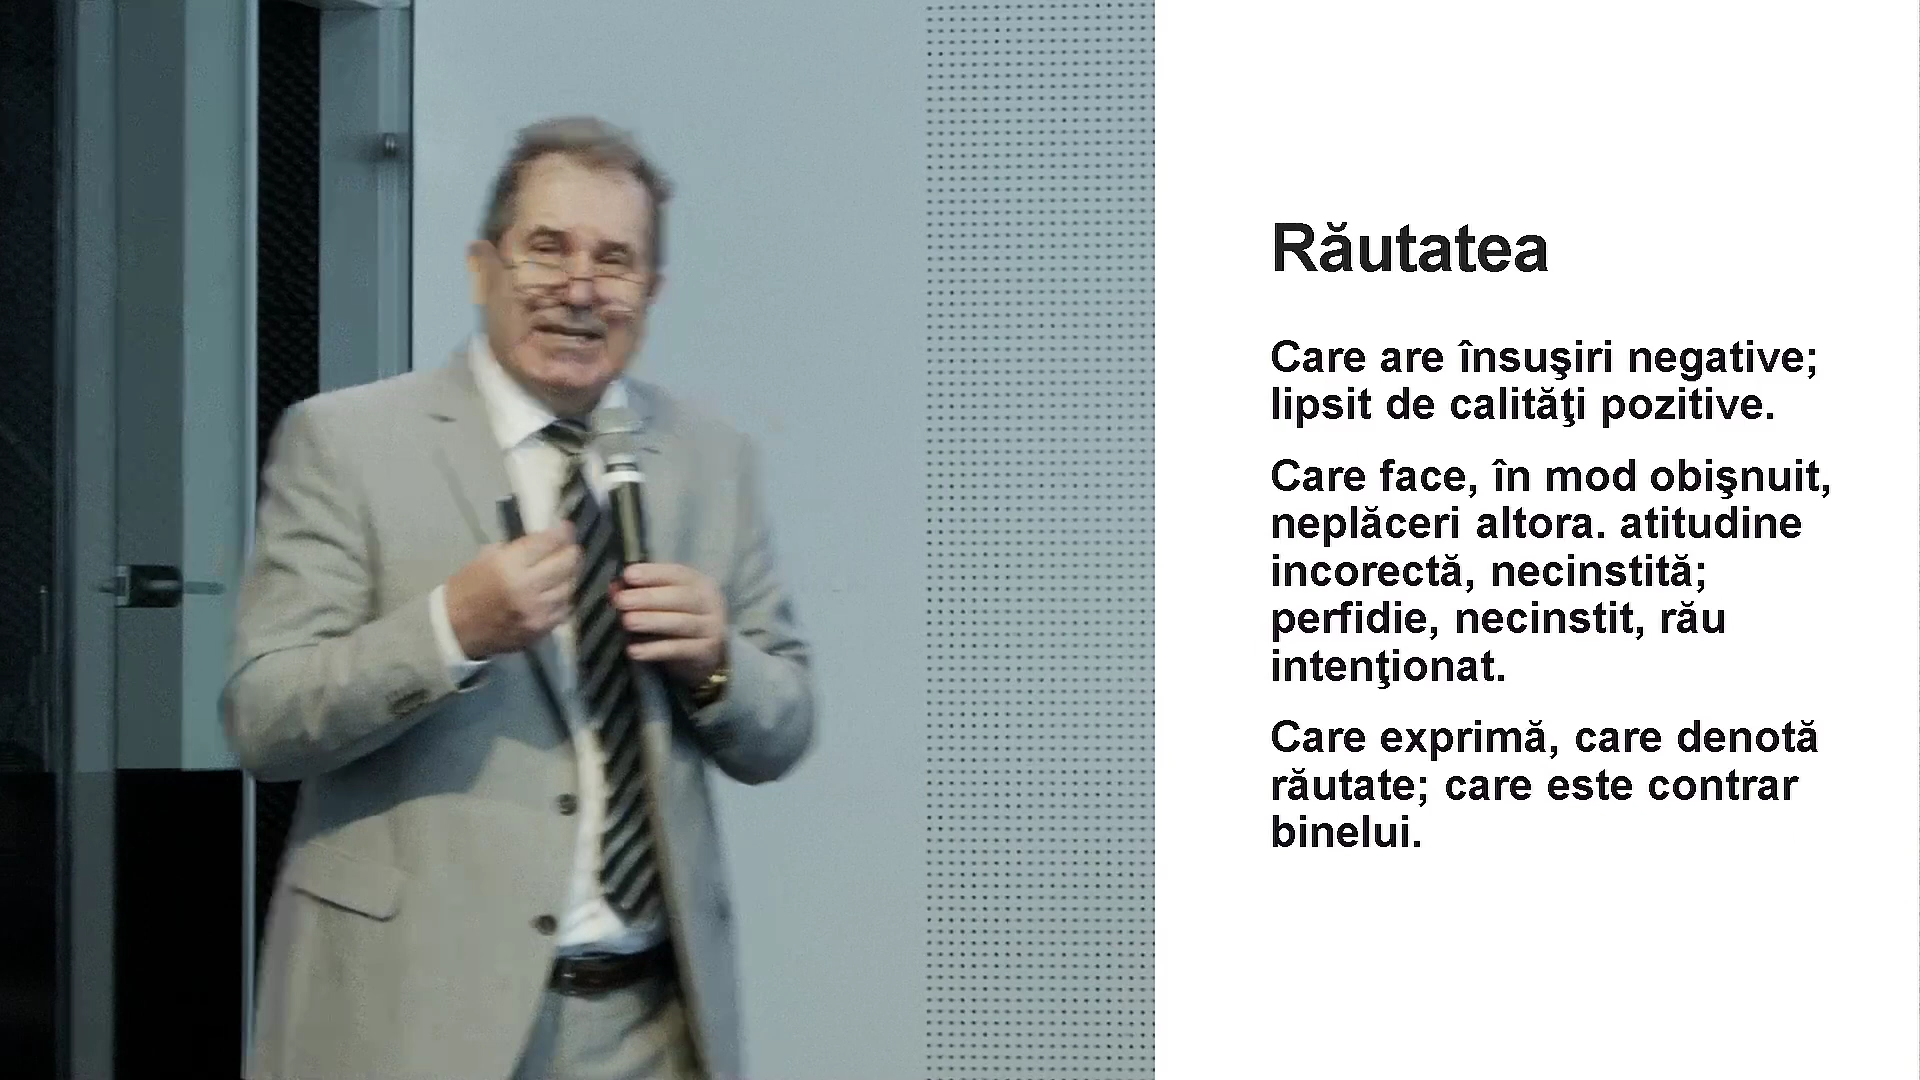 Răutatea
Care are însuşiri negative;
lipsit de calităţi pozitive.
Care face, în mod obişnuit,
neplăceri altora. atitudine
incorectă, necinstită;
perfidie, necinstit, rău
intenţionat.
Care exprimă, care denotă
răutate; care este contrar
binelui.